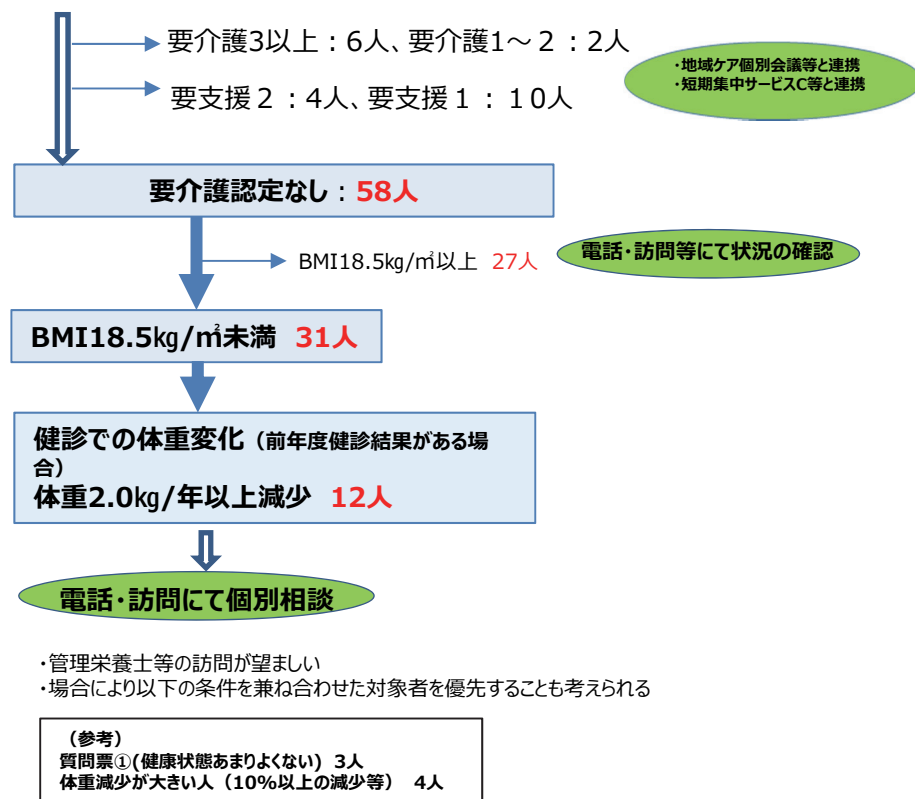 要介護3以上：6人、要介護1～2：2人
・地域ケア個別会議等と連携
・短期集中サービスC等と連携
要支援２：4人、要支援１：10人
要介護認定なし：58人
BMI18.5kg/㎡以上 27人
電話・訪問等にて状況の確認
BMI18.5kg/㎡未満 31人
健診での体重変化（前年度健診結果がある場
合）
体重2.0kg/年以上減少 12人
電話・訪問にて個別相談
・管理栄養士等の訪問が望ましい
・場合により以下の条件を兼ね合わせた対象者を優先することも考えられる
（参考）
質問票①(健康状態あまりよくない) 3人
体重減少が大きい人（10%以上の減少等） 4人